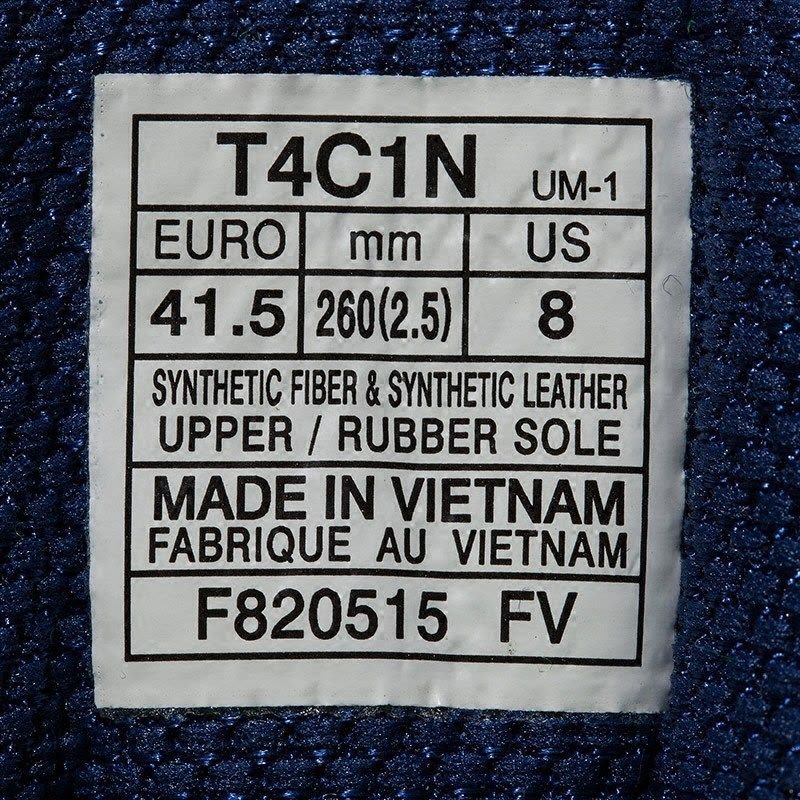 T4C1N UM-1
EURO mm US
41.5 260(2.5) 8
SYNTHETIC FIBER & SYNTHETIC LEATHER
UPPER / RUBBER SOLE
MADE IN VIETNAM
FABRIQUE AU VIETNAM
F820515 FV